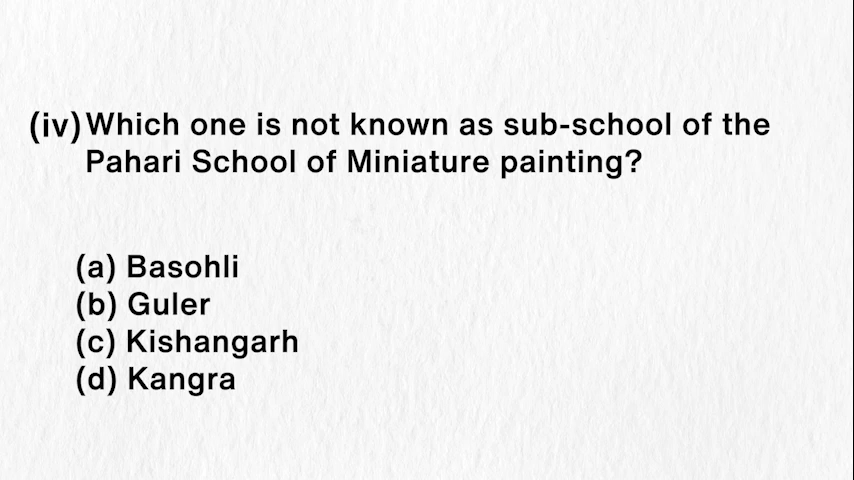 (iv) Which one is not known as sub-school of the
Pahari School of Miniature painting?
(a) Basohli
(b) Guler
(c) Kishangarh
(d) Kangra